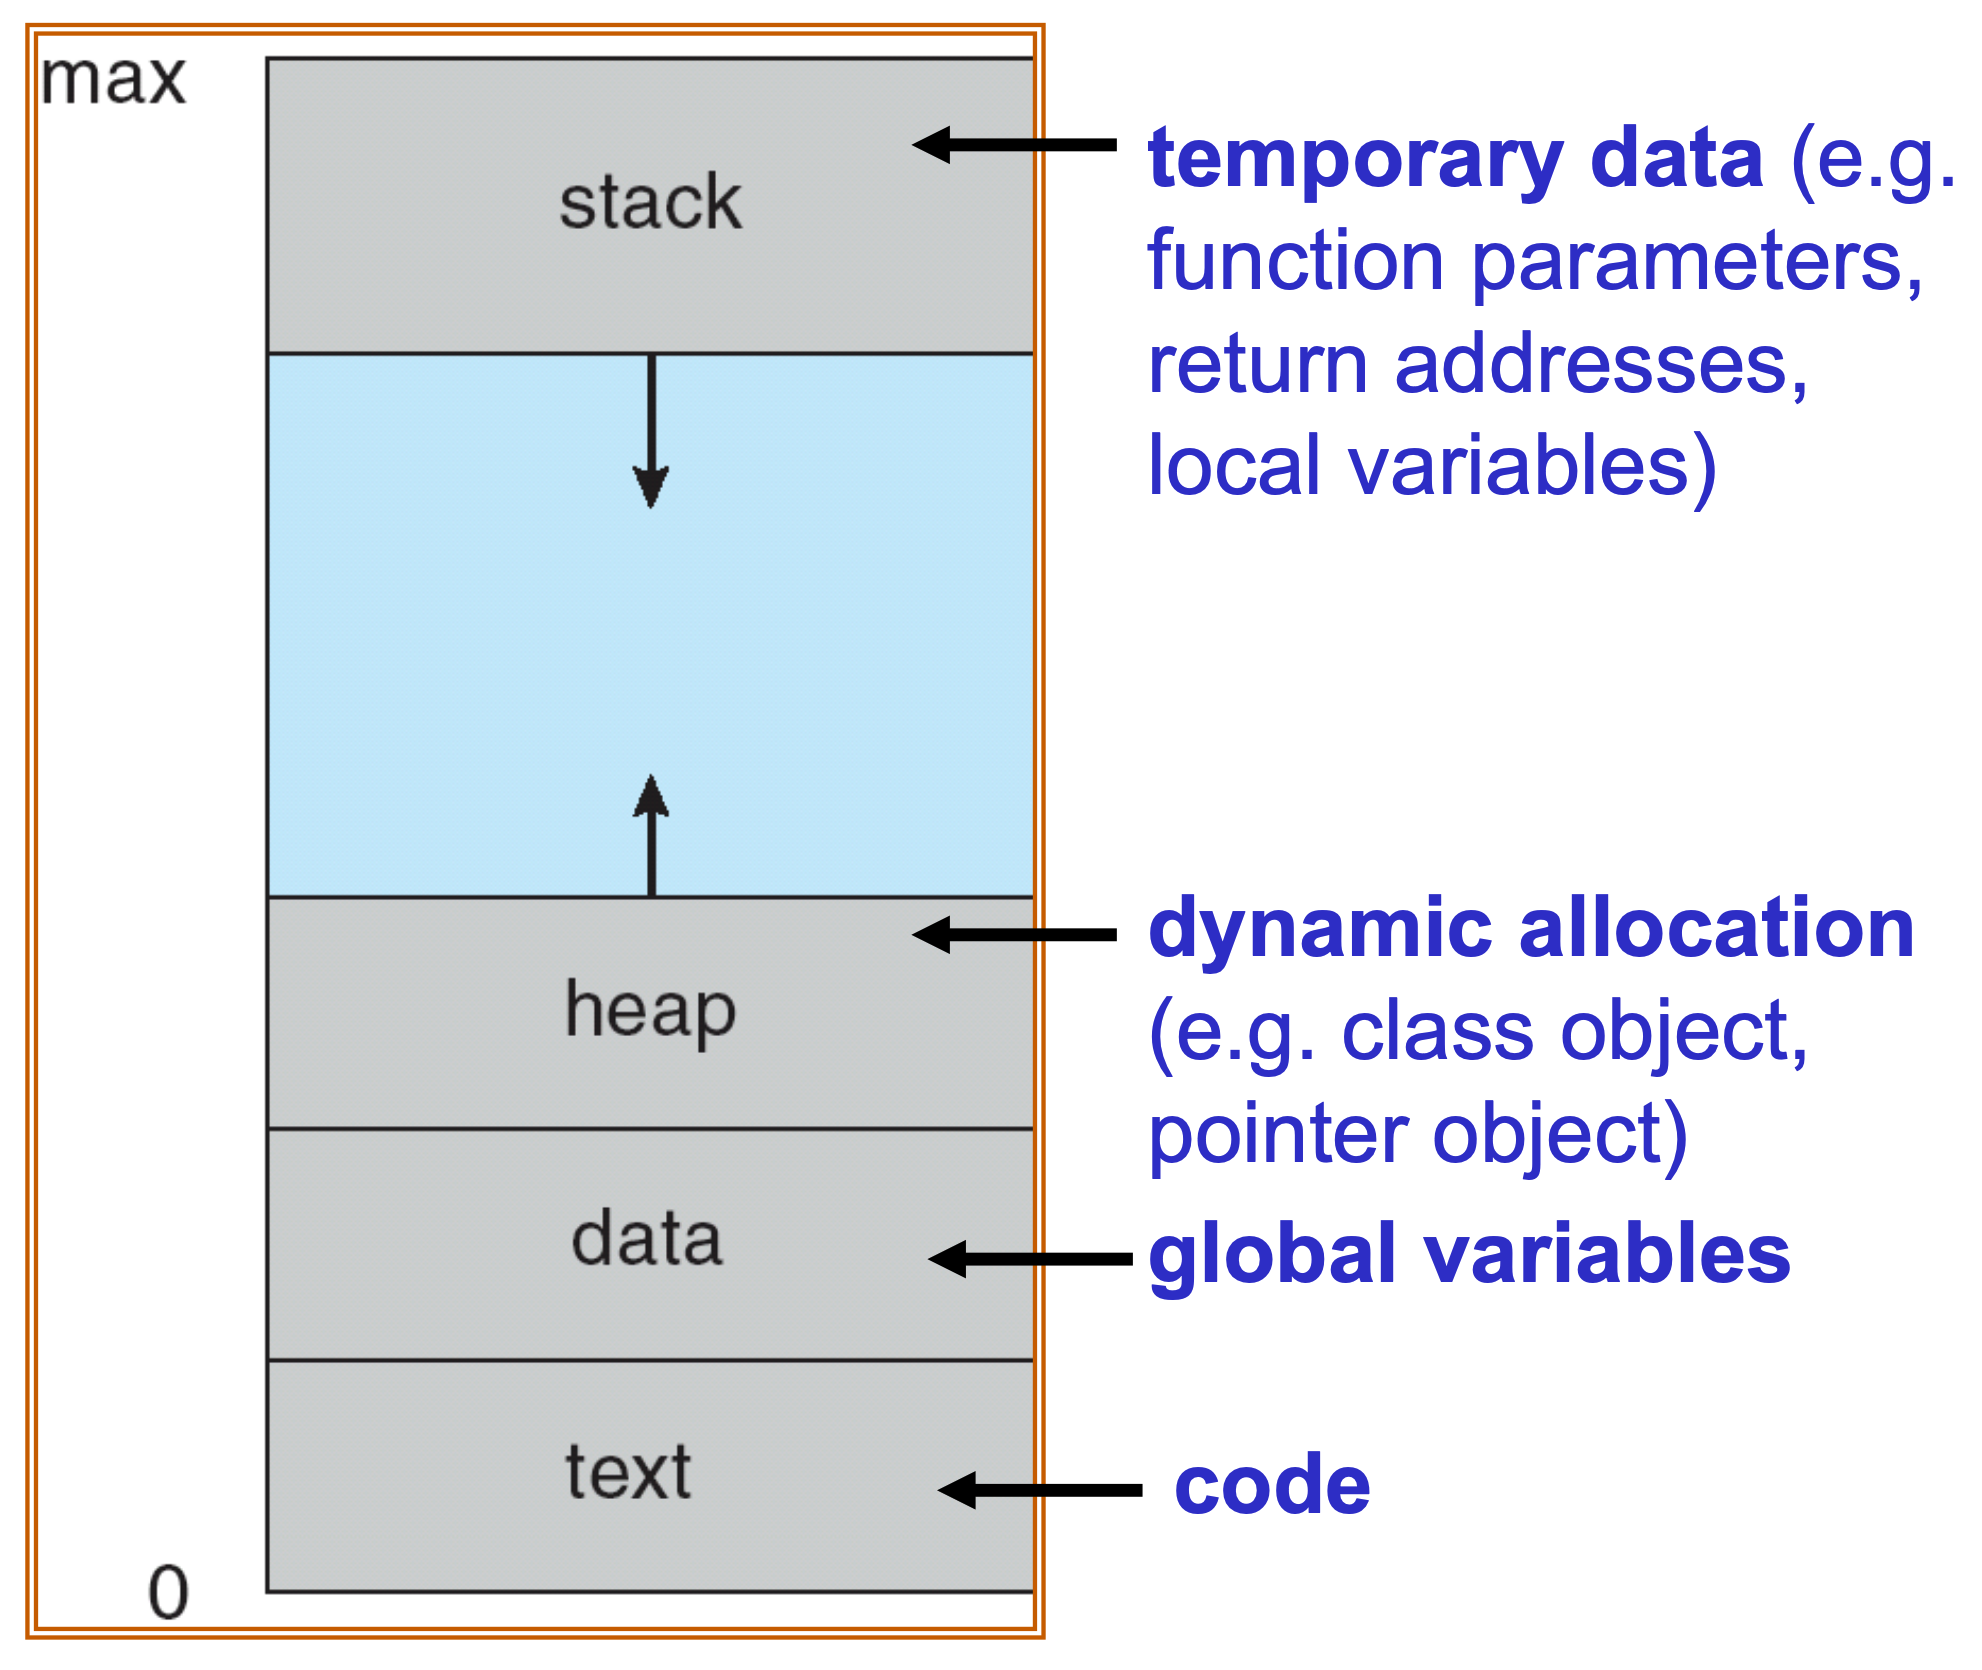 max
stack
temporary data (e.g.
function parameters,
return addresses,
local variables)
heap
dynamic allocation
(e.g. class object,
pointer object)
data
global variables
text
code
0